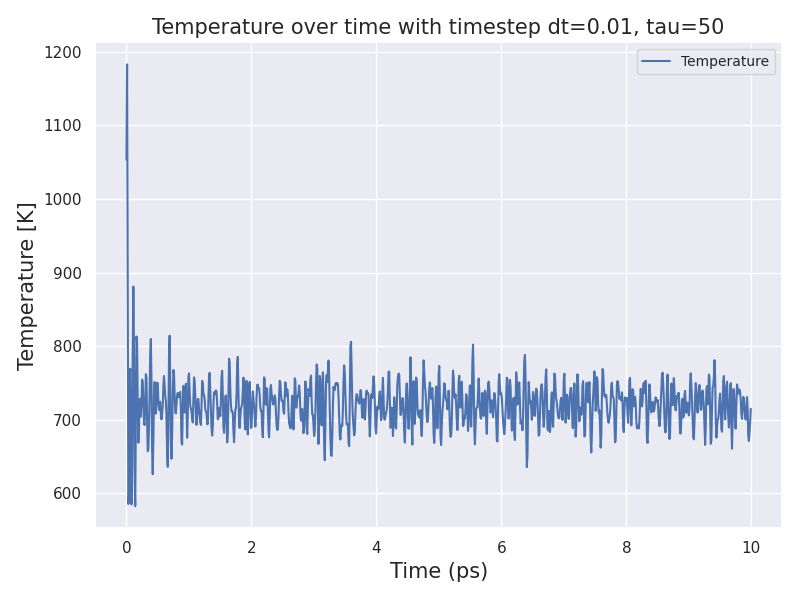 Temperature over time with timestep dt=0.01, tau=50
Temperature
1200
1100
1000
900
800
700
600
Temperature [K]
0 2 4 6 8 10
Time (ps)